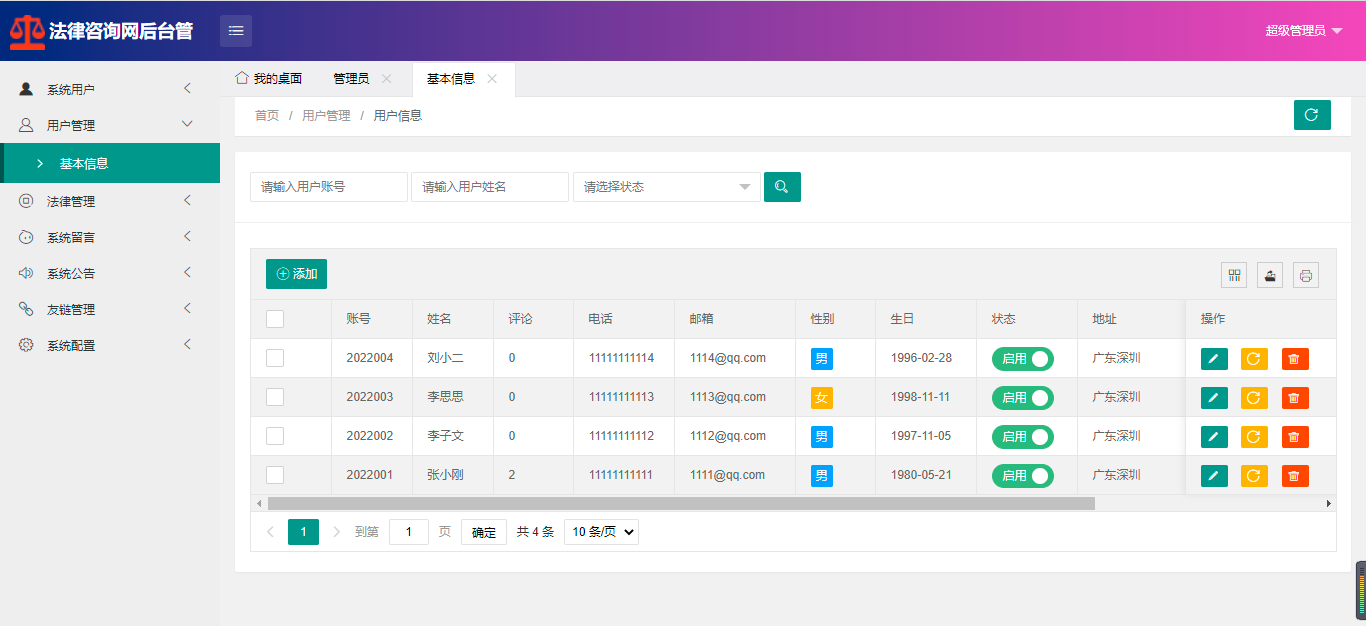 法律咨询网后台管
超级管理员
系统用户
用户管理
基本信息
法律管理
系统留言
系统公告
友链管理
系统配置
我的桌面 管理员 基本信息
首页 / 用户管理 / 用户信息
请输入用户账号 请输入用户姓名 请选择状态
添加
账号 姓名 评论 电话 邮箱 性别 生日 状态 地址 操作
2022004 刘小二 0 11111111114 1114@qq.com 男 1996-02-28 启用 广东深圳
2022003 李思思 0 11111111113 1113@qq.com 女 1998-11-11 启用 广东深圳
2022002 李子文 0 11111111112 1112@qq.com 男 1997-11-05 启用 广东深圳
2022001 张小刚 2 11111111111 1111@qq.com 男 1980-05-21 启用 广东深圳
1 到第 1 页 确定 共 4 条 10 条/页